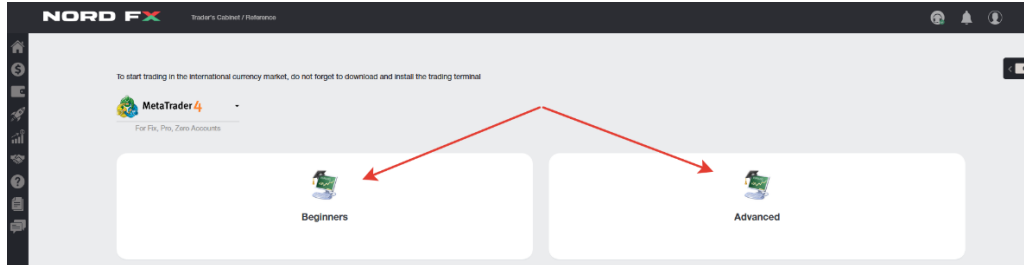 NORD FX
Trader's Cabinet / Reference
To start trading in the international currency market, do not forget to download and install the trading terminal
MetaTrader 4
For Fix, Pro, Zero Accounts
Beginners
Advanced